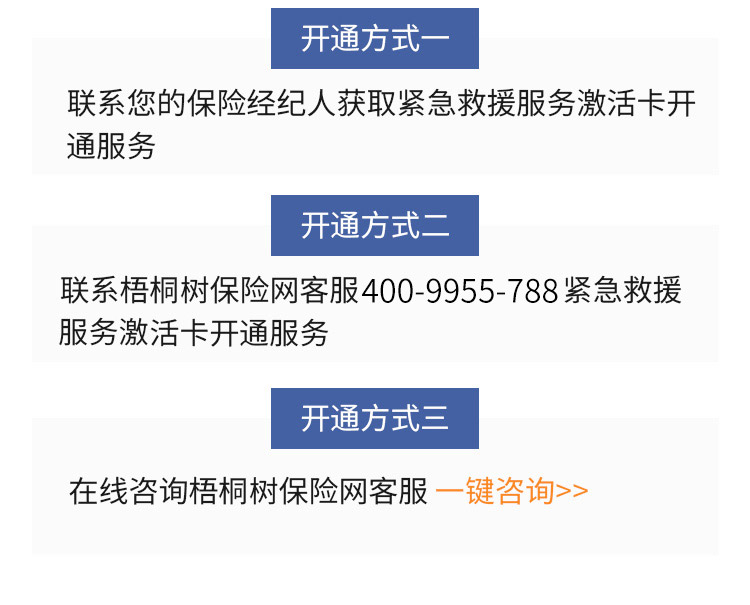 开通方式一
联系您的保险经纪人获取紧急救援服务激活卡开
通服务
开通方式二
联系梧桐树保险网客服400-9955-788紧急救援
服务激活卡开通服务
开通方式三
在线咨询梧桐树保险网客服 一键咨询>>